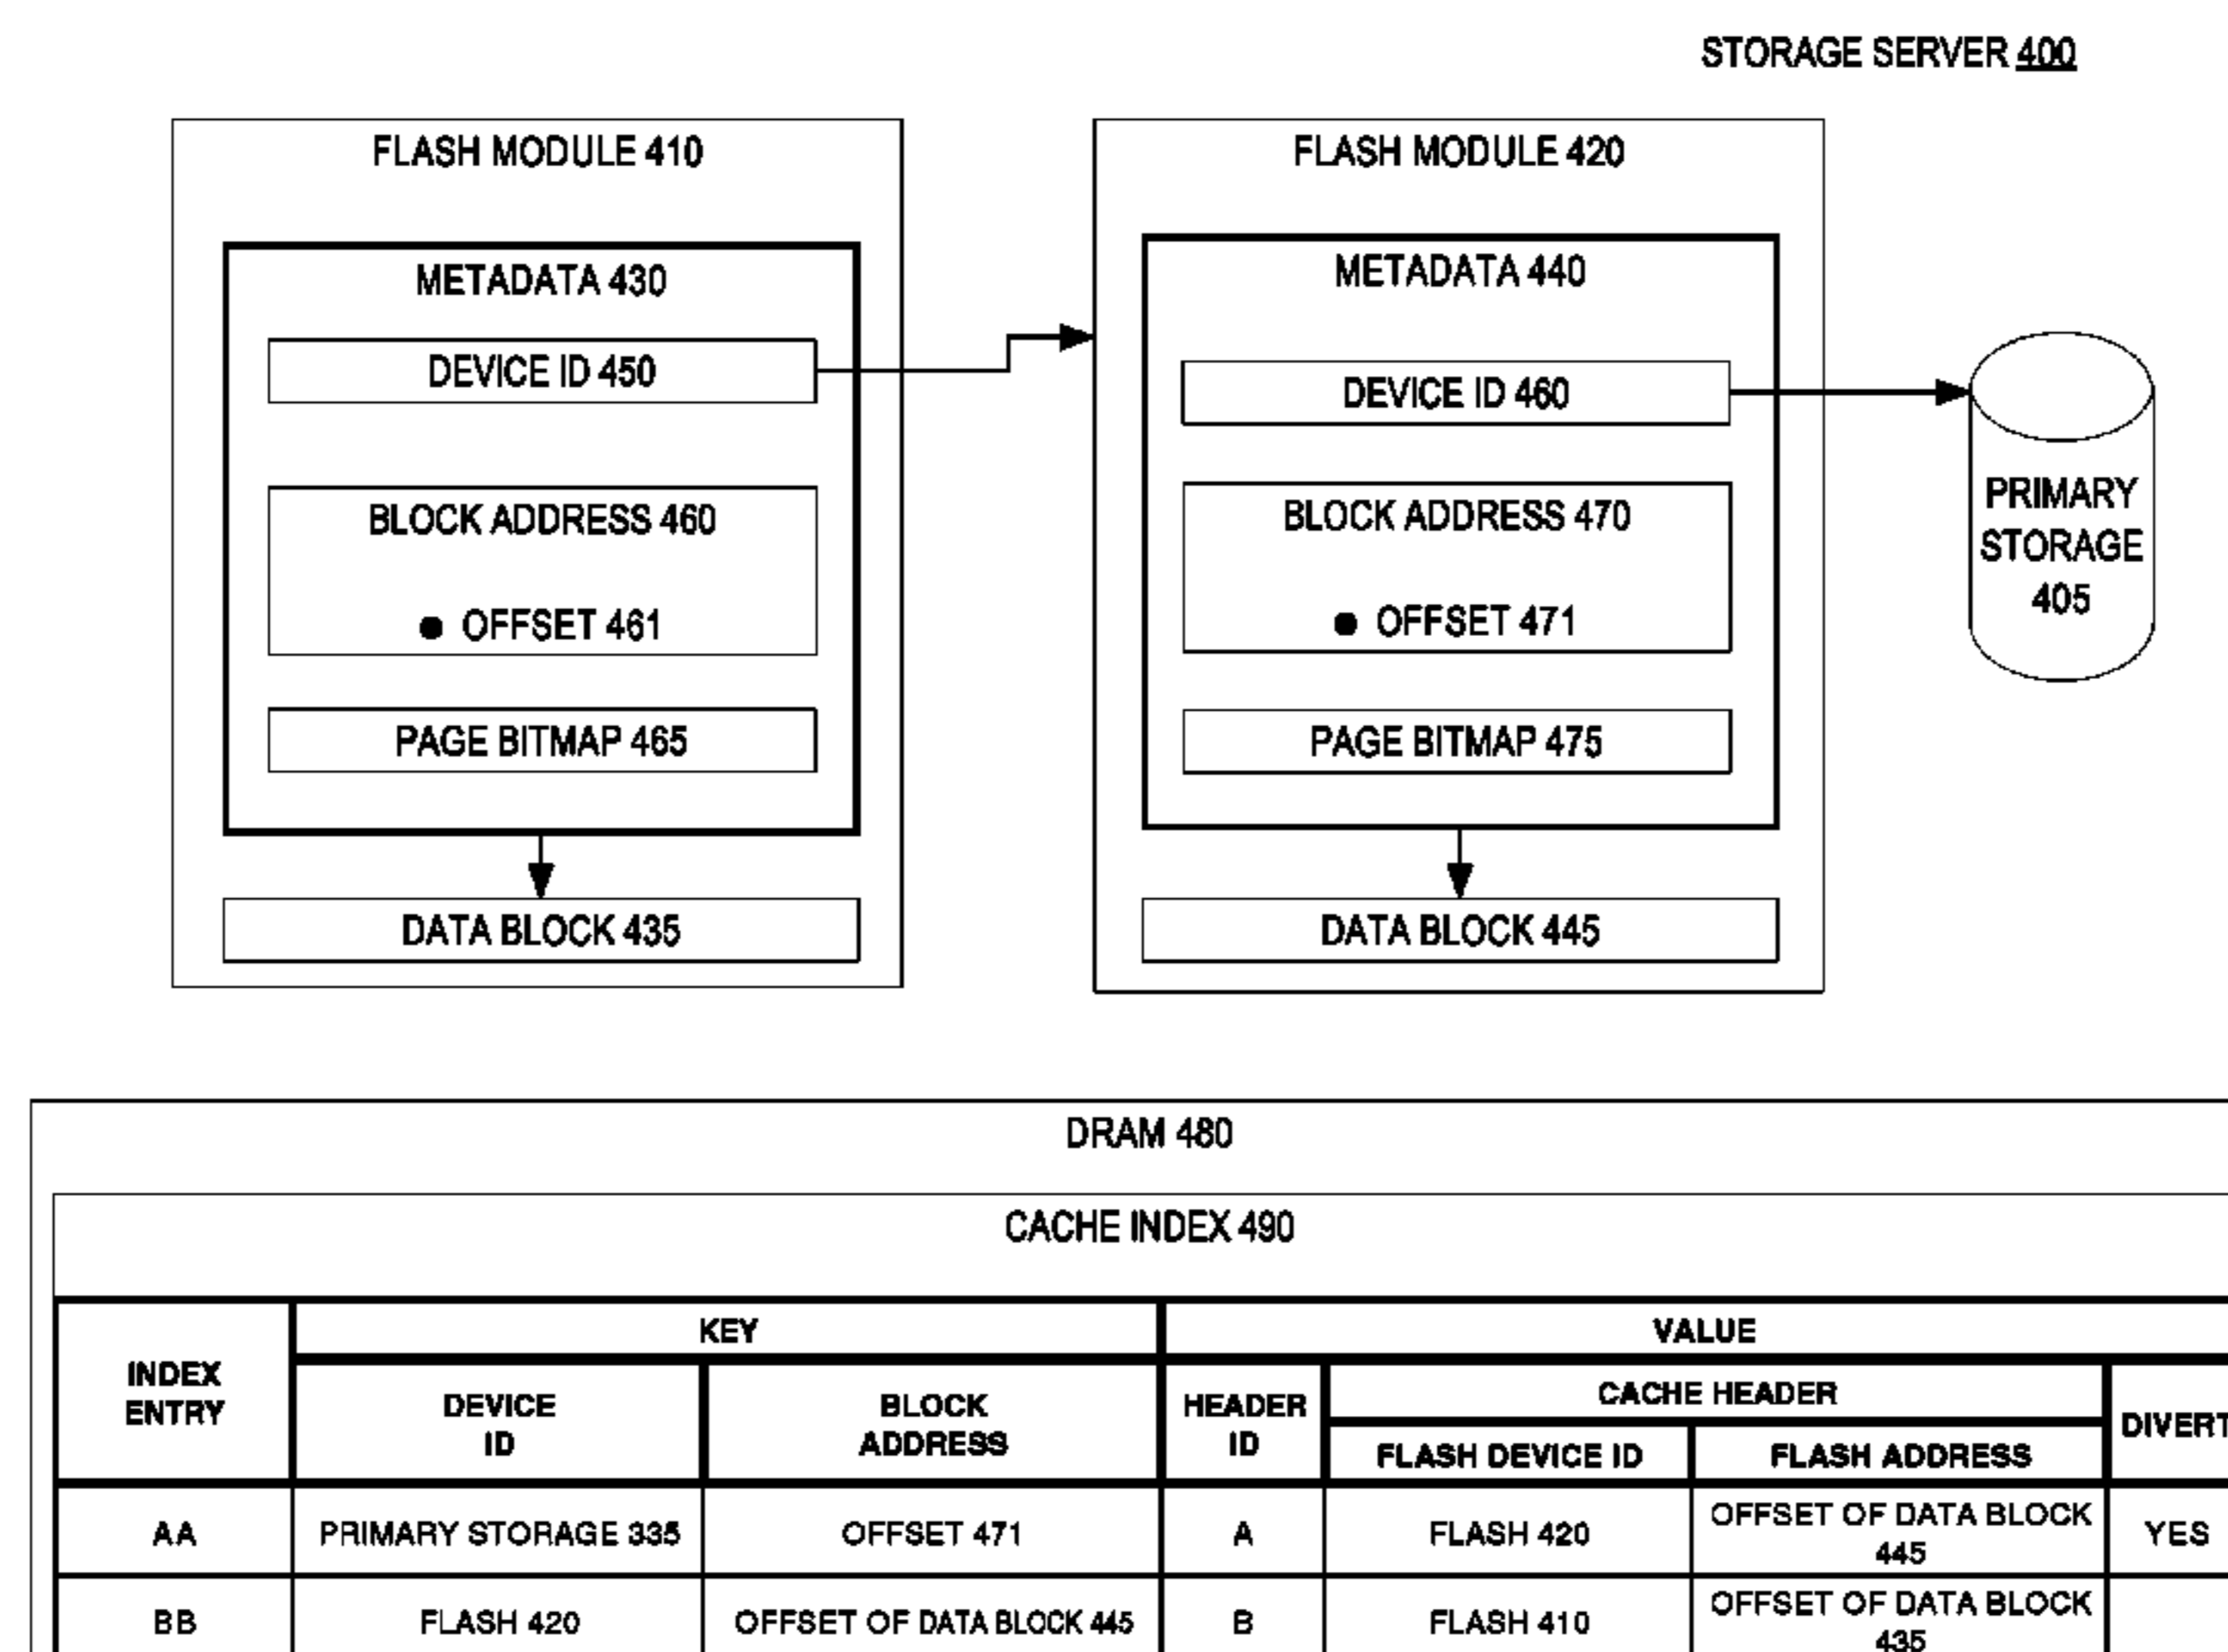 STORAGE SERVER 400
FLASH MODULE 410
METADATA 430
DEVICE ID 450
BLOCK ADDRESS 460
● OFFSET 461
PAGE BITMAP 465
DATA BLOCK 435
FLASH MODULE 420
METADATA 440
DEVICE ID 460
BLOCK ADDRESS 470
● OFFSET 471
PAGE BITMAP 475
DATA BLOCK 445
PRIMARY
STORAGE
405
DRAM 480
CACHE INDEX 490
INDEX
ENTRY
KEY
VALUE
DEVICE
ID
BLOCK
ADDRESS
HEADER
ID
CACHE HEADER
FLASH DEVICE ID
FLASH ADDRESS
DIVERT
AA
PRIMARY STORAGE 335
OFFSET 471
A
FLASH 420
OFFSET OF DATA BLOCK
445
YES
BB
FLASH 420
OFFSET OF DATA BLOCK 445
B
FLASH 410
OFFSET OF DATA BLOCK
435